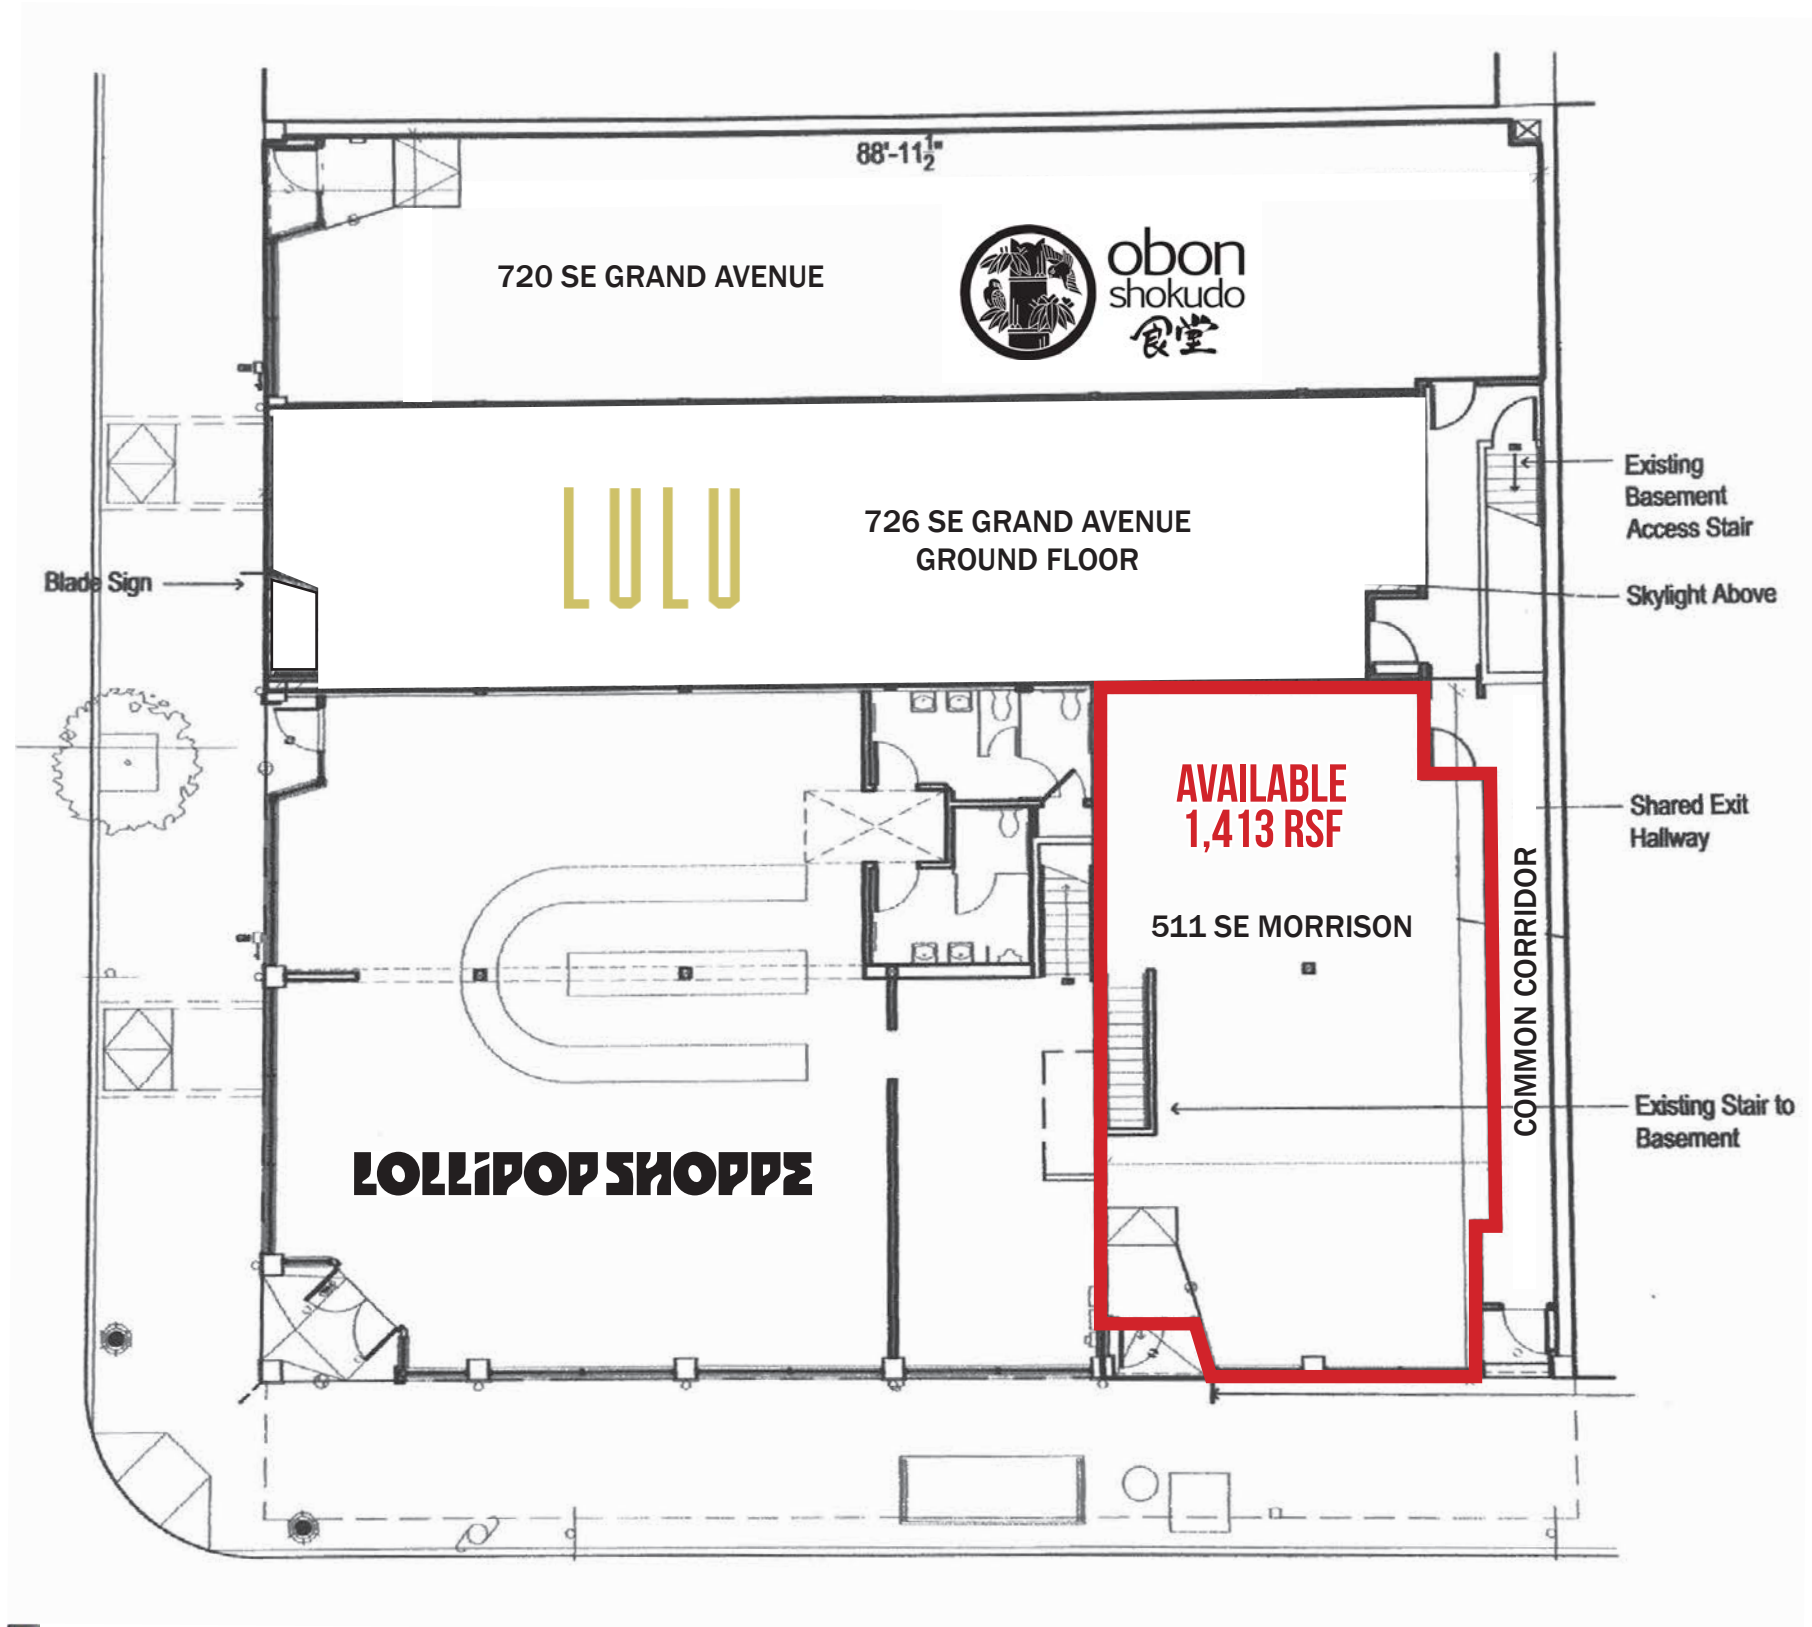 88'-11 1/2"
720 SE GRAND AVENUE
obon
shokudo
食堂
LULU
726 SE GRAND AVENUE
GROUND FLOOR
Existing
Basement
Access Stair
Blade Sign
Skylight Above
AVAILABLE
1,413 RSF
511 SE MORRISON
Shared Exit
Hallway
COMMON CORRIDOR
Existing Stair to
Basement
LOLLiPOP SHOPPE